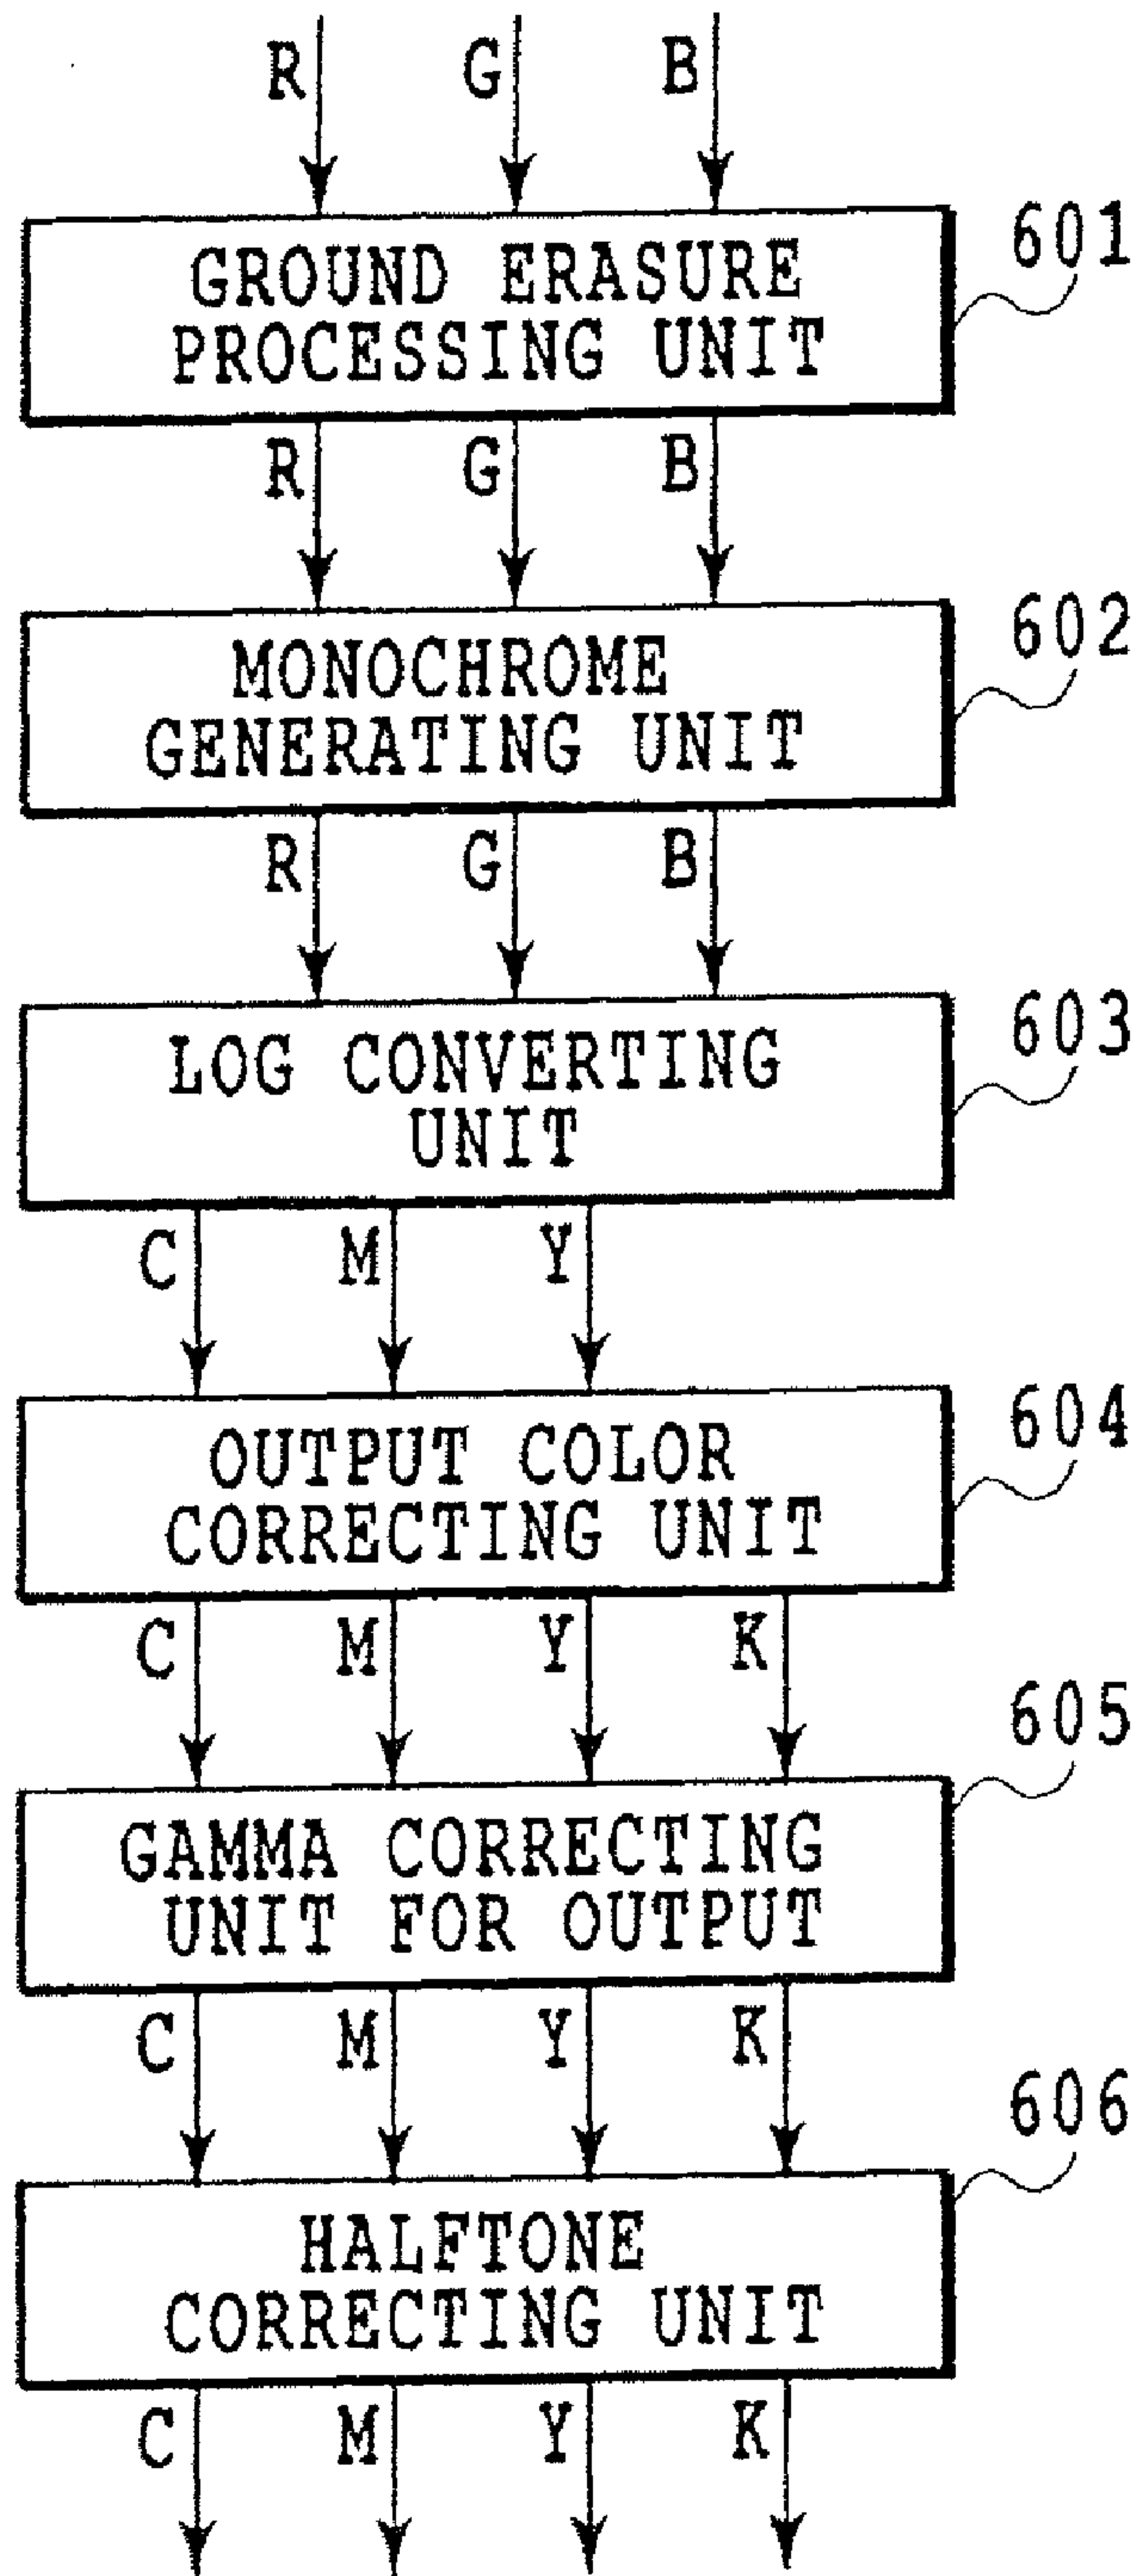 R G B
GROUND ERASURE
PROCESSING UNIT
601
R G B
MONOCHROME
GENERATING UNIT
602
R G B
LOG CONVERTING
UNIT
603
C M Y
OUTPUT COLOR
CORRECTING UNIT
604
C M Y K
GAMMA CORRECTING
UNIT FOR OUTPUT
605
C M Y K
HALFTONE
CORRECTING UNIT
606
C M Y K